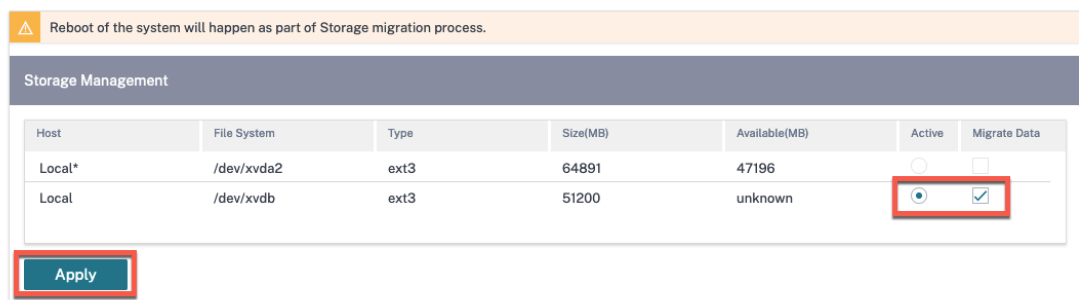 Reboot of the system will happen as part of Storage migration process.
Storage Management
Host File System Type Size(MB) Available(MB) Active Migrate Data
Local* /dev/xvda2 ext3 64891 47196
Local /dev/xvdb ext3 51200 unknown
Apply